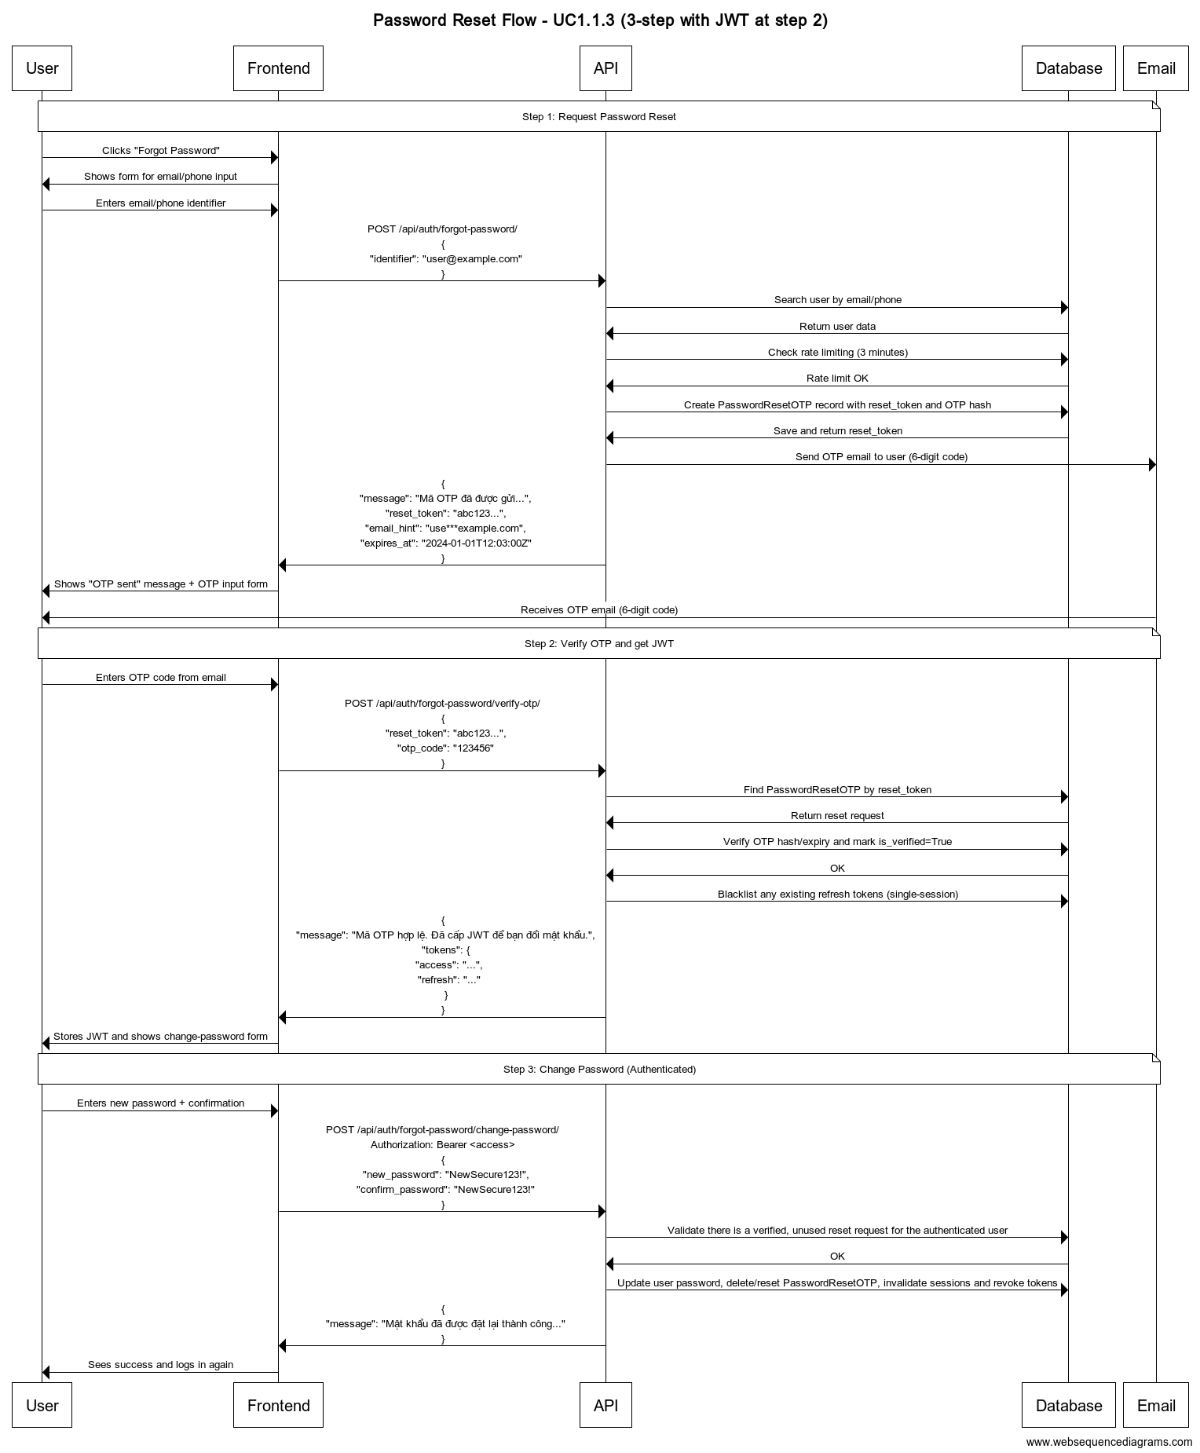 Password Reset Flow - UC1.1.3 (3-step with JWT at step 2)
User
Frontend
API
Database
Email
Step 1: Request Password Reset
Clicks "Forgot Password"
Shows form for email/phone input
Enters email/phone identifier
POST /api/auth/forgot-password/
{
"identifier": "user@example.com"
}
Search user by email/phone
Return user data
Check rate limiting (3 minutes)
Rate limit OK
Create PasswordResetOTP record with reset_token and OTP hash
Save and return reset_token
Send OTP email to user (6-digit code)
{
"message": "Mã OTP đã được gửi...",
"reset_token": "abc123...",
"email_hint": "use***example.com",
"expires_at": "2024-01-01T12:03:00Z"
}
Shows "OTP sent" message + OTP input form
Receives OTP email (6-digit code)
Step 2: Verify OTP and get JWT
Enters OTP code from email
POST /api/auth/forgot-password/verify-otp/
{
"reset_token": "abc123...",
"otp_code": "123456"
}
Find PasswordResetOTP by reset_token
Return reset request
Verify OTP hash/expiry and mark is_verified=True
OK
Blacklist any existing refresh tokens (single-session)
{
"message": "Mã OTP hợp lệ. Đã cấp JWT để bạn đổi mật khẩu.",
"tokens": {
"access": "...",
"refresh": "..."
}
}
Stores JWT and shows change-password form
Step 3: Change Password (Authenticated)
Enters new password + confirmation
POST /api/auth/forgot-password/change-password/
Authorization: Bearer <access>
{
"new_password": "NewSecure123!",
"confirm_password": "NewSecure123!"
}
Validate there is a verified, unused reset request for the authenticated user
OK
Update user password, delete/reset PasswordResetOTP, invalidate sessions and revoke tokens
{
"message": "Mật khẩu đã được đặt lại thành công..."
}
Sees success and logs in again
User
Frontend
API
Database
Email
www.websequencediagrams.com